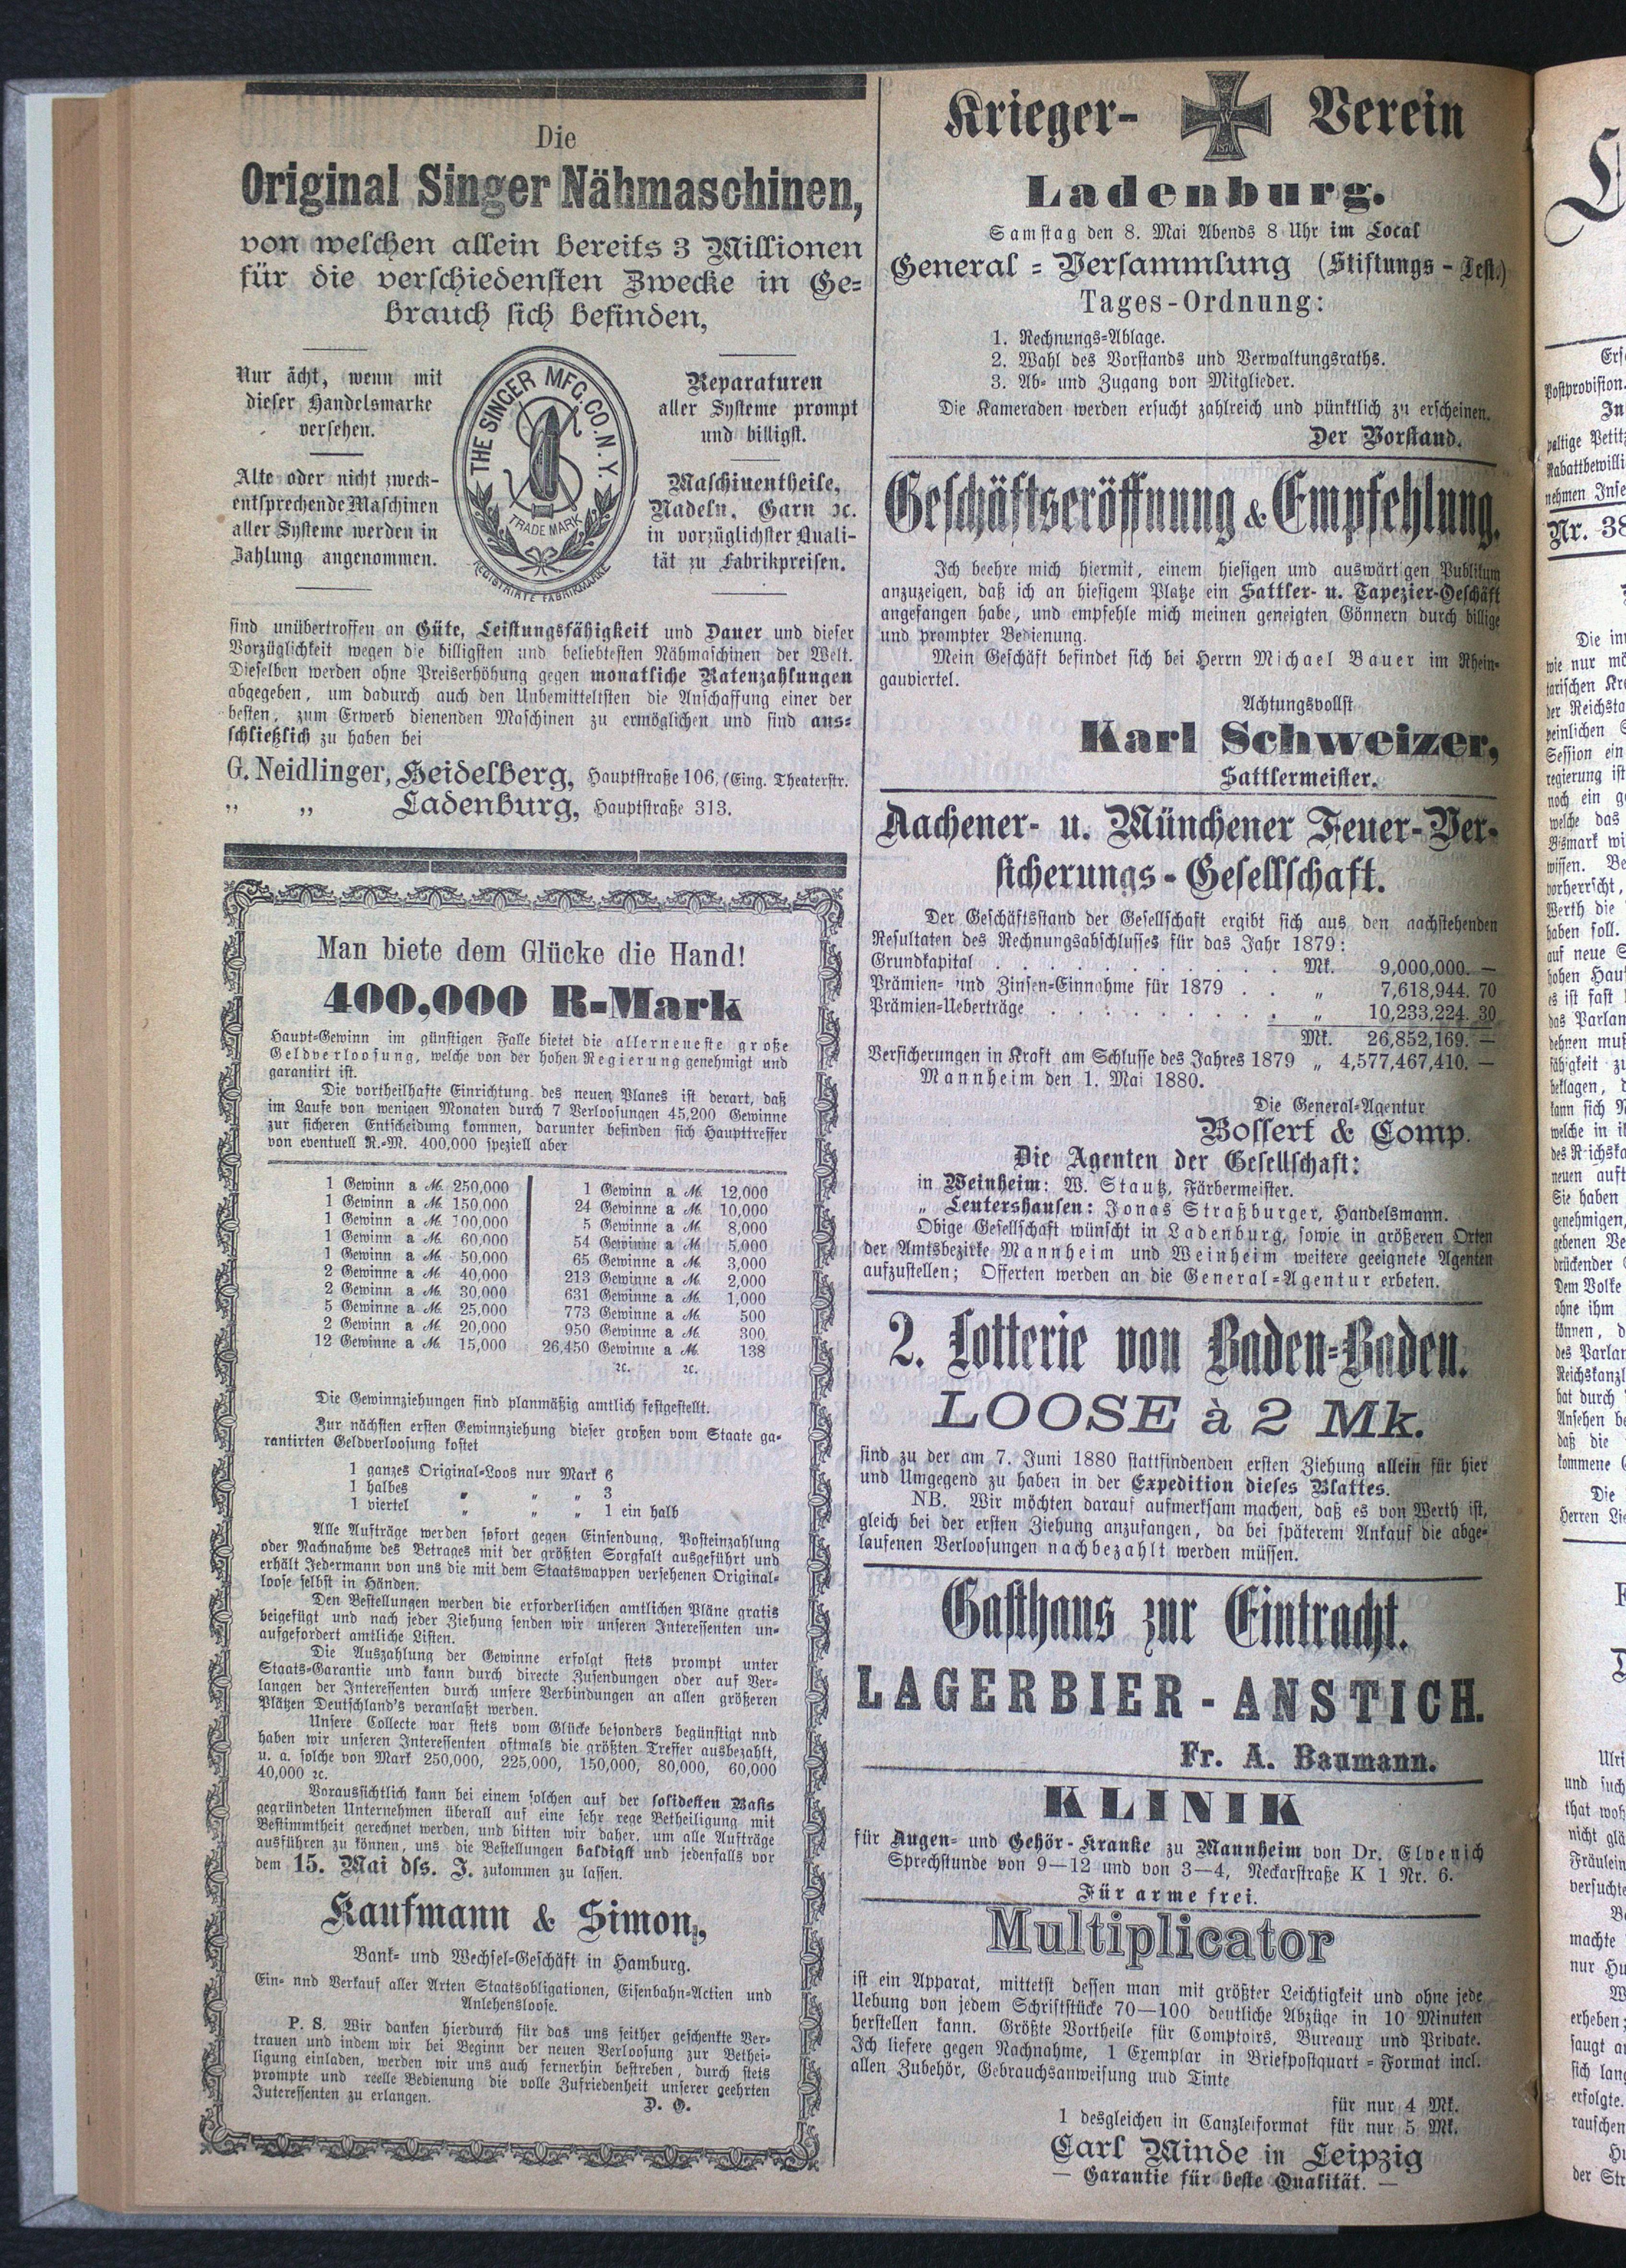 Die
Original Singer Nähmaschinen,
von welchen allein bereits 3 Millionen
für die verschiedensten Zwecke in Ge-
brauch sich befinden,
Nur ächt, wenn mit
dieser Handelsmarke
versehen.
Alte oder nicht zweck-
entsprechende Maschinen
aller Systeme werden in
Zahlung angenommen.
THE SINGER MFG. CO. N. Y.
TRADE MARK
REGISTRIRTE FABRIKMARKE
Reparaturen
aller Systeme prompt
und billigst.
Maschinentheile,
Nadeln, Garn ꝛc.
in vorzüglichster Quali-
tät zu Fabrikpreisen.
sind unübertroffen an Güte, Leistungsfähigkeit und Dauer und dieser
Vorzüglichkeit wegen die billigsten und beliebtesten Nähmaschinen der Welt.
Dieselben werden ohne Preiserhöhung gegen monatliche Ratenzahlungen
abgegeben, um dadurch auch den Unbemitteltsten die Anschaffung einer der
besten, zum Erwerb dienenden Maschinen zu ermöglichen und sind aus-
schließlich zu haben bei
G. Neidlinger, Heidelberg, Hauptstraße 106, (Eing. Theaterstr.
„ „ Ladenburg, Hauptstraße 313.
Man biete dem Glücke die Hand!
400,000 R-Mark
Haupt-Gewinn im günstigen Falle bietet die allerneueste große
Geldverloosung, welche von der hohen Regierung genehmigt und
garantirt ist.
Die vortheilhafte Einrichtung des neuen Planes ist derart, daß
im Laufe von wenigen Monaten durch 7 Verloosungen 45,200 Gewinne
zur sicheren Entscheidung kommen, darunter befinden sich Haupttreffer
von eventuell R.-M. 400,000 speziell aber
1 Gewinn a M. 250,000
1 Gewinn a M. 150,000
1 Gewinn a M. 100,000
1 Gewinn a M. 60,000
1 Gewinn a M. 50,000
2 Gewinne a M. 40,000
2 Gewinn a M. 30,000
5 Gewinne a M. 25,000
2 Gewinn a M. 20,000
12 Gewinne a M. 15,000
1 Gewinn a M. 12,000
24 Gewinne a M. 10,000
5 Gewinne a M. 8,000
54 Gewinne a M. 5,000
65 Gewinne a M. 3,000
213 Gewinne a M. 2,000
631 Gewinne a M. 1,000
773 Gewinne a M. 500
950 Gewinne a M. 300
26,450 Gewinne a M. 138
ꝛc. ꝛc.
Die Gewinnziehungen sind planmäßig amtlich festgestellt.
Zur nächsten ersten Gewinnziehung dieser großen vom Staate ga-
rantirten Geldverloosung kostet
1 ganzes Original-Loos nur Mark 6
1 halbes „ „ „ 3
1 viertel „ „ „ 1 ein halb
Alle Aufträge werden sofort gegen Einsendung, Posteinzahlung
oder Nachnahme des Betrages mit der größten Sorgfalt ausgeführt und
erhält Jedermann von uns die mit dem Staatswappen versehenen Original-
loose selbst in Händen.
Den Bestellungen werden die erforderlichen amtlichen Pläne gratis
beigefügt und nach jeder Ziehung senden wir unseren Interessenten un-
aufgefordert amtliche Listen.
Die Auszahlung der Gewinne erfolgt stets prompt unter
Staats-Garantie und kann durch directe Zusendungen oder auf Ver-
langen der Interessenten durch unsere Verbindungen an allen größeren
Plätzen Deutschland's veranlaßt werden.
Unsere Collecte war stets vom Glücke besonders begünstigt nnd
haben wir unseren Interessenten oftmals die größten Treffer ausbezahlt,
u. a. solche von Mark 250,000, 225,000, 150,000, 80,000, 60,000
40,000 ꝛc.
Voraussichtlich kann bei einem solchen auf der solidesten Basis
gegründeten Unternehmen überall auf eine sehr rege Betheiligung mit
Bestimmtheit gerechnet werden, und bitten wir daher, um alle Aufträge
ausführen zu können, uns die Bestellungen baldigst und jedenfalls vor
dem 15. Mai dss. J. zukommen zu lassen.
Kaufmann & Simon,
Bank- und Wechsel-Geschäft in Hamburg.
Ein- nnd Verkauf aller Arten Staatsobligationen, Eisenbahn-Actien und
Anlehensloose.
P. S. Wir danken hierdurch für das uns seither geschenkte Ver-
trauen und indem wir bei Beginn der neuen Verloosung zur Bethei-
ligung einladen, werden wir uns auch fernerhin bestreben, durch stets
prompte und reelle Bedienung die volle Zufriedenheit unserer geehrten
Interessenten zu erlangen.
D. O.
Krieger- Verein
W
1870
Ladenburg.
Samstag den 8. Mai Abends 8 Uhr im Local
General-Versammlung (Stiftungs-Fest.)
Tages-Ordnung:
1. Rechnungs-Ablage.
2. Wahl des Vorstands und Verwaltungsraths.
3. Ab- und Zugang von Mitglieder.
Die Kameraden werden ersucht zahlreich und pünktlich zu erscheinen.
Der Vorstand.
Geschäftseröffnung & Empfehlung.
Ich beehre mich hiermit, einem hiesigen und auswärtigen Publikum
anzuzeigen, daß ich an hiesigem Platze ein Sattler- u. Tapezier-Geschäft
angefangen habe, und empfehle mich meinen geneigten Gönnern durch billige
und prompter Bedienung.
Mein Geschäft befindet sich bei Herrn Michael Bauer im Rhein-
gauviertel.
Achtungsvollst
Karl Schweizer,
Sattlermeister.
Aachener- u. Münchener Feuer-Ver-
sicherungs-Gesellschaft.
Der Geschäftsstand der Gesellschaft ergibt sich aus den nachstehenden
Resultaten des Rechnungsabschlusses für das Jahr 1879:
Grundkapital . . . . . . . . . . . Mk. 9,000,000. —
Prämien- und Zinsen-Einnahme für 1879 . . „ 7,618,944. 70
Prämien-Ueberträge . . . . . . . . . „ 10,233,224. 30
Mk. 26,852,169. —
Versicherungen in Kraft am Schlusse des Jahres 1879 „ 4,577,467,410. —
Mannheim den 1. Mai 1880.
Die General-Agentur
Bossert & Comp.
Die Agenten der Gesellschaft:
in Weinheim: W. Stautz, Färbermeister.
„ Leutershausen: Jonas Straßburger, Handelsmann.
Obige Gesellschaft wünscht in Ladenburg, sowie in größeren Orten
der Amtsbezirke Mannheim und Weinheim weitere geeignete Agenten
aufzustellen; Offerten werden an die General-Agentur erbeten.
2. Lotterie von Baden-Baden.
LOOSE à 2 Mk.
sind zu der am 7. Juni 1880 stattfindenden ersten Ziehung allein für hier
und Umgegend zu haben in der Expedition dieses Blattes.
NB. Wir möchten darauf aufmerksam machen, daß es von Werth ist,
gleich bei der ersten Ziehung anzufangen, da bei späterem Ankauf die abge-
laufenen Verloosungen nachbezahlt werden müssen.
Gasthaus zur Eintracht.
LAGERBIER-ANSTICH.
Fr. A. Baumann.
KLINIK
für Augen- und Gehör-Kranke zu Mannheim von Dr. Elvenich
Sprechstunde von 9—12 und von 3—4, Neckarstraße K 1 Nr. 6.
Für arme frei.
Multiplicator
ist ein Apparat, mittelst dessen man mit größter Leichtigkeit und ohne jede
Uebung von jedem Schriftstücke 70—100 deutliche Abzüge in 10 Minuten
herstellen kann. Größte Vortheile für Comptoirs, Bureaux und Private.
Ich liefere gegen Nachnahme, 1 Exemplar in Briefpostquart-Format incl.
allen Zubehör, Gebrauchsanweisung und Tinte
für nur 4 Mk.
1 desgleichen in Canzleiformat für nur 5 Mk.
Carl Minde in Leipzig
— Garantie für beste Qualität. —
Nr. 38